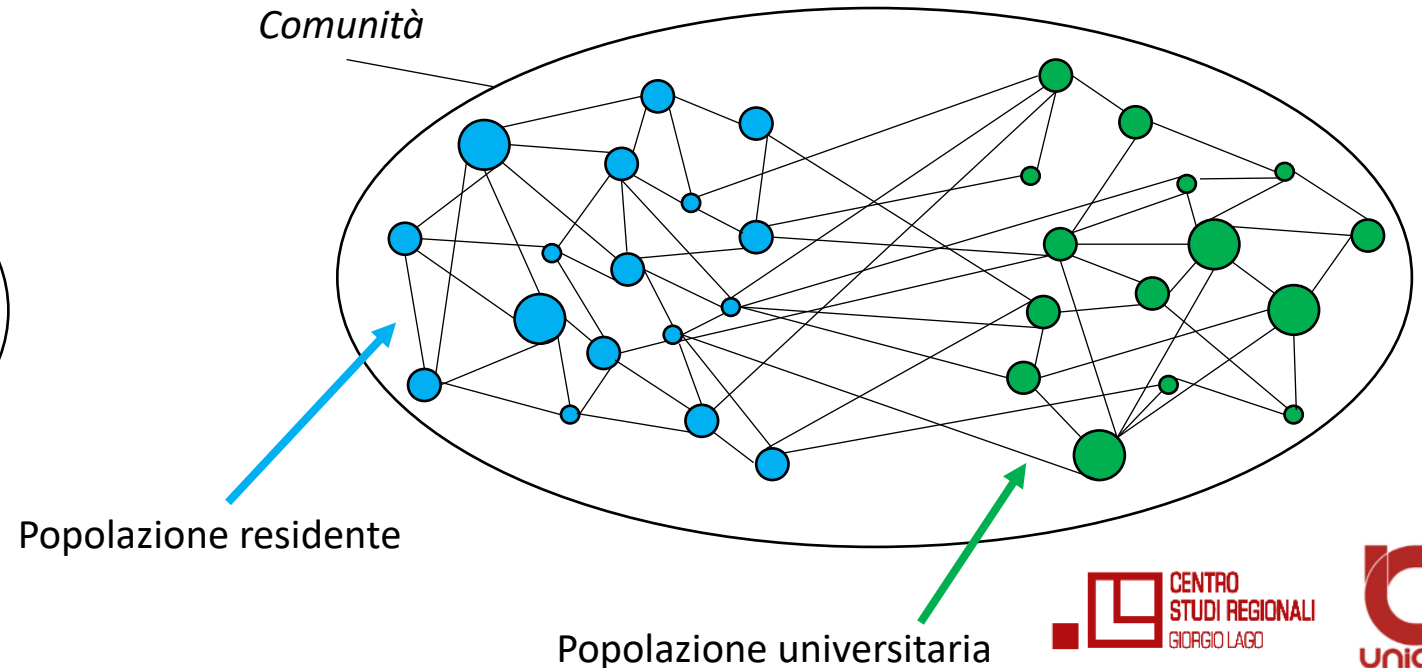 Comunità
Popolazione residente
Popolazione universitaria
CENTRO
STUDI REGIONALI
GIORGIO LAGO